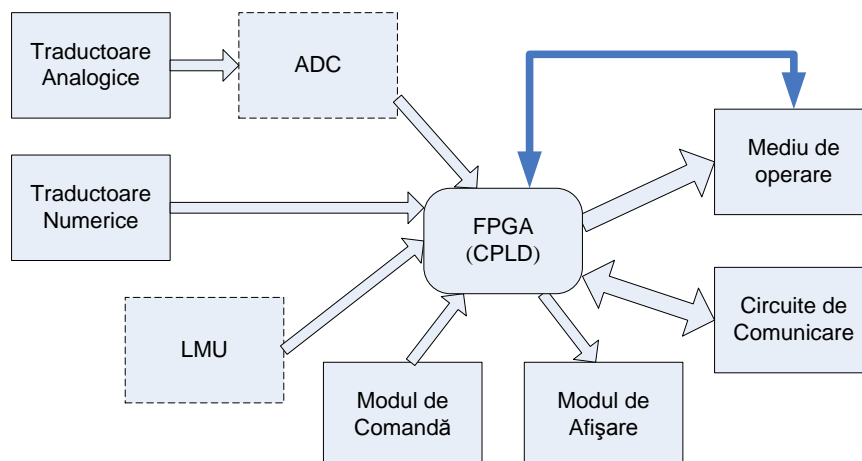 Traductoare
Analogice
ADC
Mediu de
operare
Traductoare
Numerice
FPGA
(CPLD)
Circuite de
Comunicare
LMU
Modul de
Comandă
Modul de
Afişare